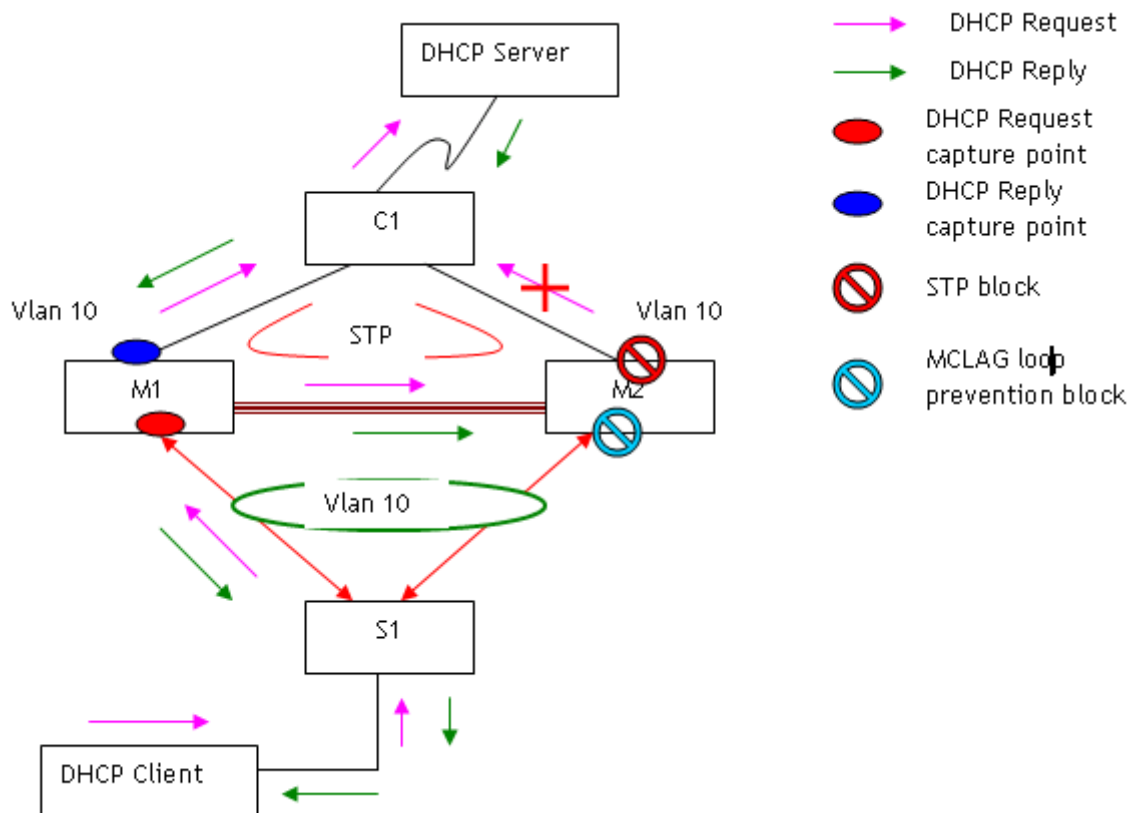 DHCP Server
DHCP Request
DHCP Reply
DHCP Request
capture point
DHCP Reply
capture point
STP block
MCLAG loop
prevention block
C1
Vlan 10
STP
Vlan 10
M1
M2
Vlan 10
S1
DHCP Client